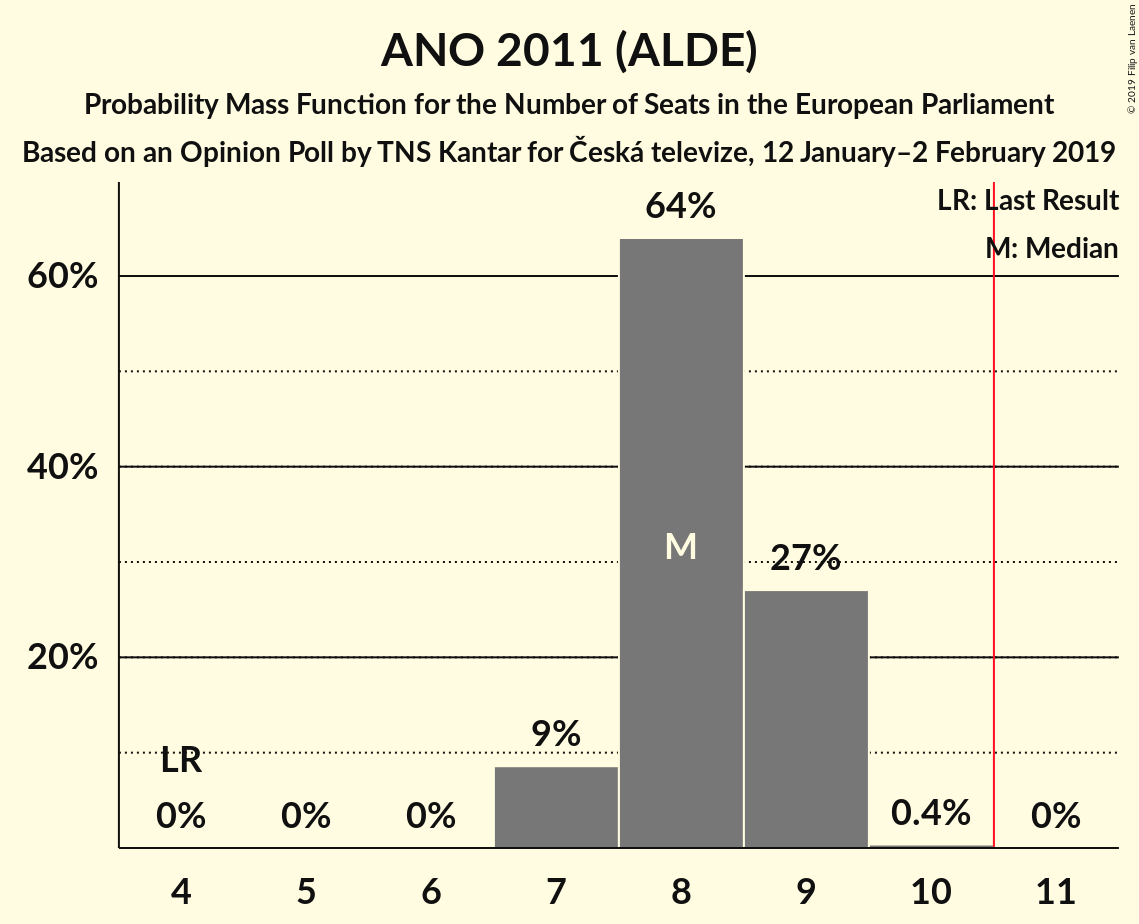 ANO 2011 (ALDE)
Probability Mass Function for the Number of Seats in the European Parliament
Based on an Opinion Poll by TNS Kantar for Česká televize, 12 January–2 February 2019
© 2019 Filip van Laenen
LR: Last Result
M: Median
64%
60%
40%
M
27%
20%
9%
LR
0%
0%
0%
0.4%
0%
4 5 6 7 8 9 10 11